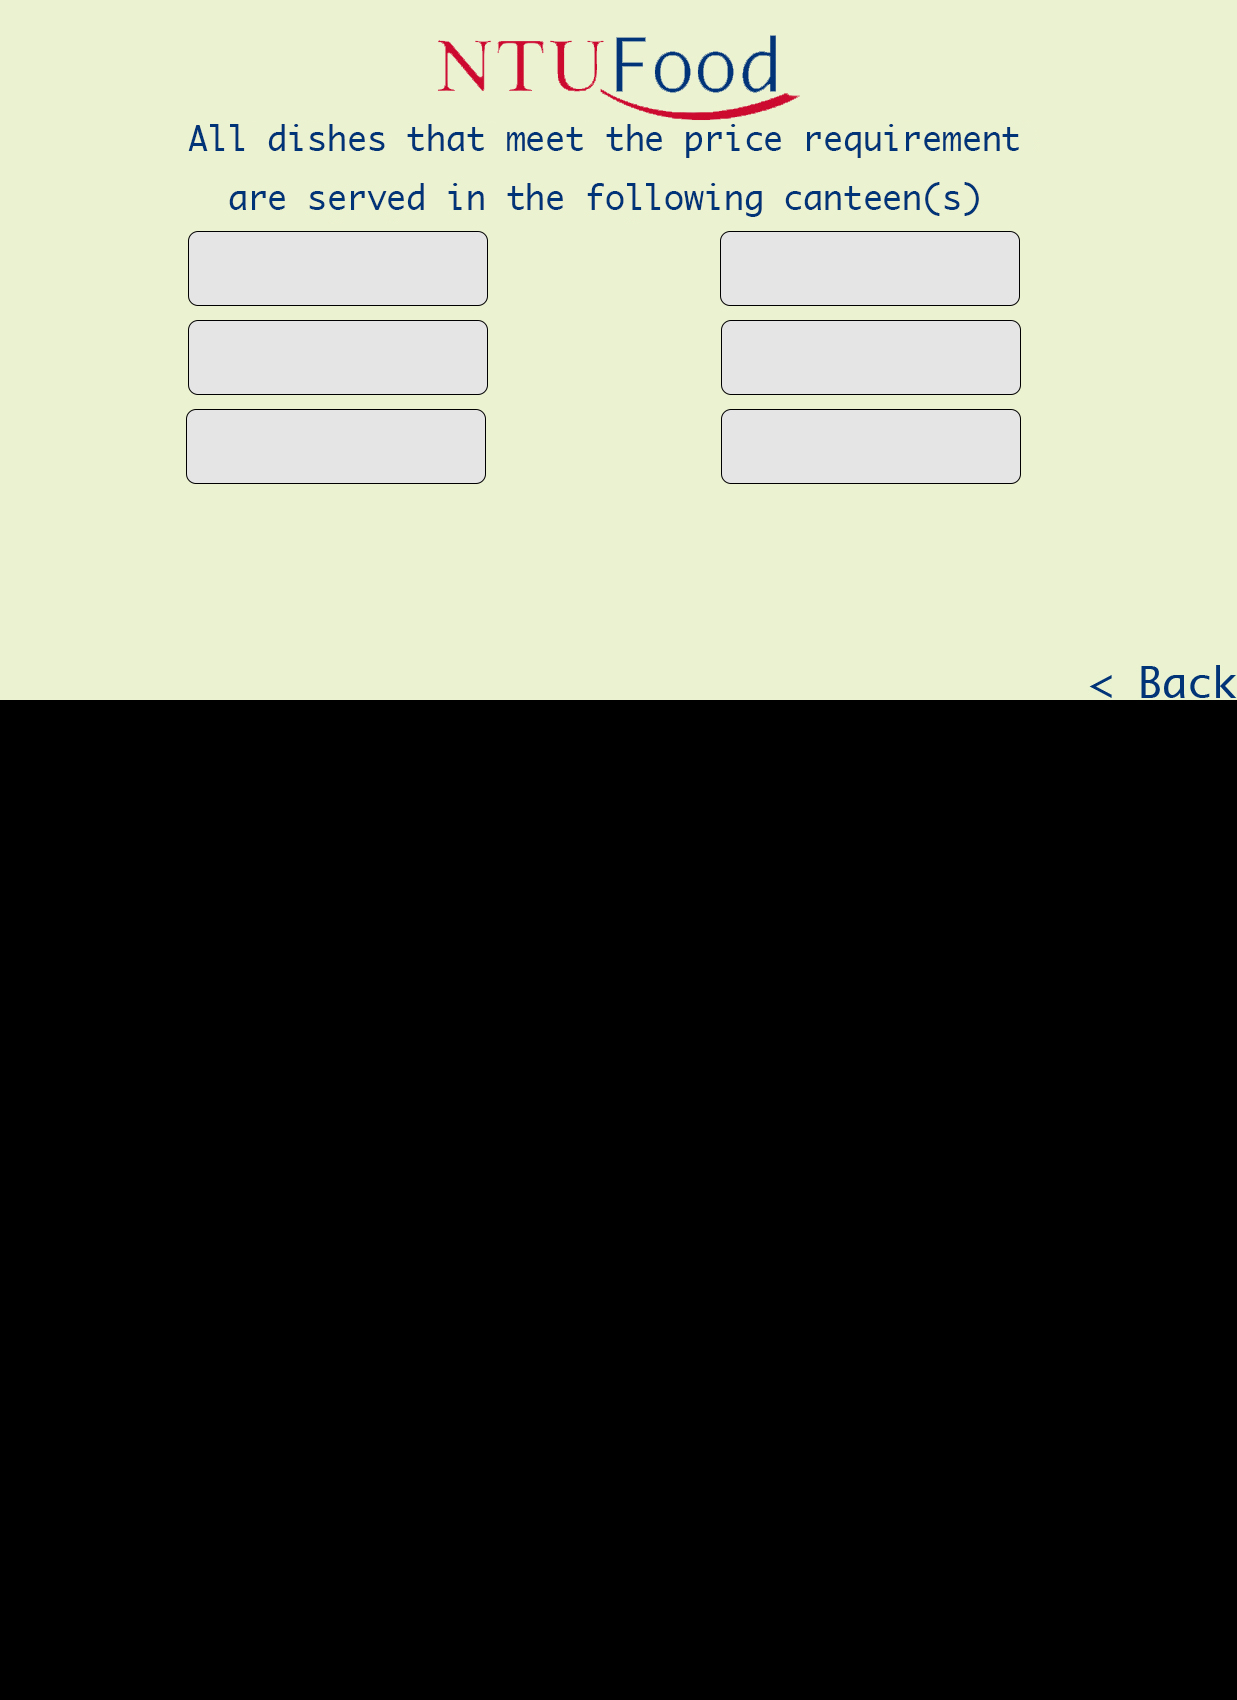 NTUFood
All dishes that meet the price requirement
are served in the following canteen(s)
< Back